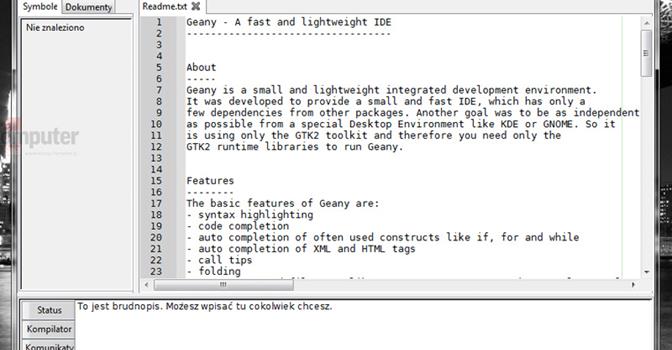 Symbole Dokumenty
Readme.txt
Nie znaleziono
1 Geany - A fast and lightweight IDE
2 ---------------------------------
3
4
5 About
6 -----
7 Geany is a small and lightweight integrated development environment.
8 It was developed to provide a small and fast IDE, which has only a
9 few dependencies from other packages. Another goal was to be as independent
10 as possible from a special Desktop Environment like KDE or GNOME. So it
11 is using only the GTK2 toolkit and therefore you need only the
12 GTK2 runtime libraries to run Geany.
13
14
15 Features
16 --------
17 The basic features of Geany are:
18 - syntax highlighting
19 - code completion
20 - auto completion of often used constructs like if, for and while
21 - auto completion of XML and HTML tags
22 - call tips
23 - folding
omputer
Status
Kompilator
Komunikaty
To jest brudnopis. Możesz wpisać tu cokolwiek chcesz.